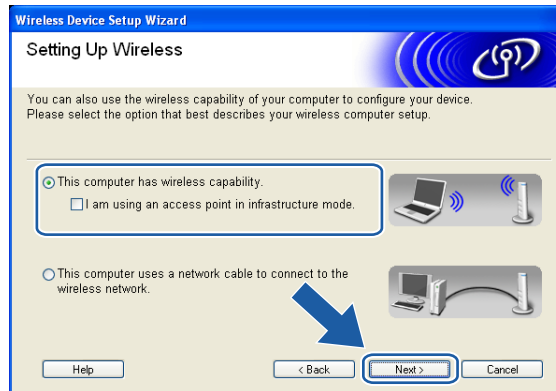 Wireless Device Setup Wizard
Setting Up Wireless
You can also use the wireless capability of your computer to configure your device.
Please select the option that best describes your wireless computer setup.
This computer has wireless capability.
I am using an access point in infrastructure mode.
This computer uses a network cable to connect to the
wireless network.
Help
< Back
Next >
Cancel